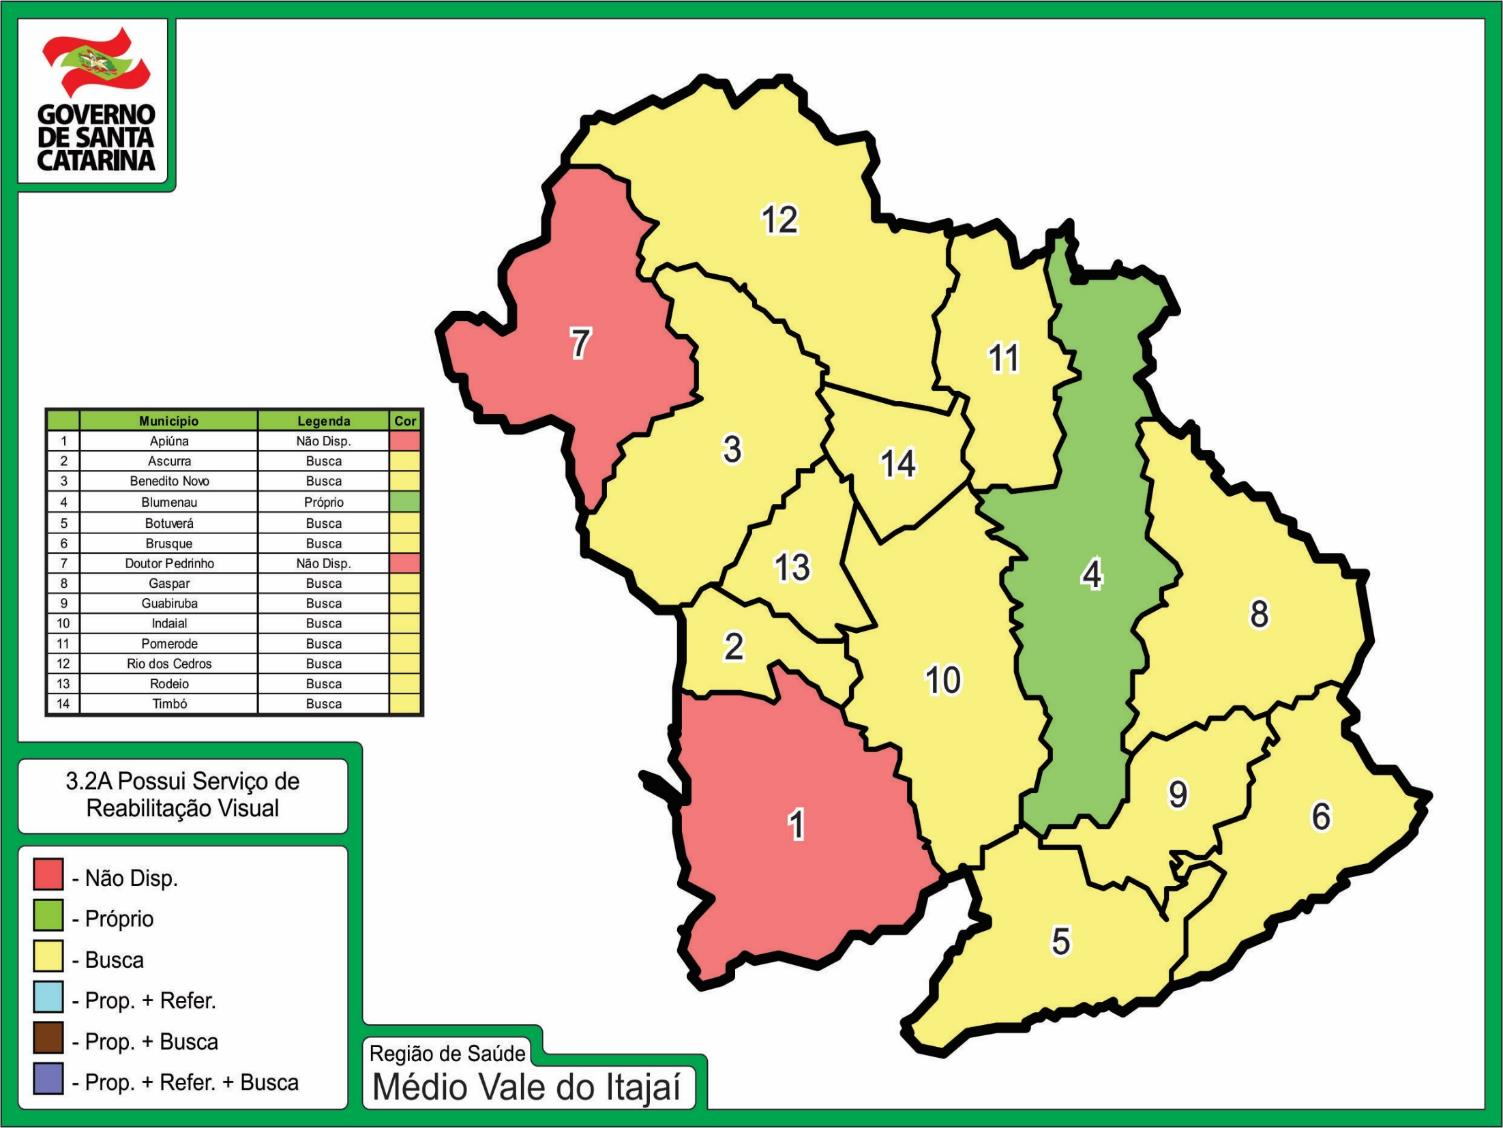 GOVERNO
DE SANTA
CATARINA
12
7
11
3
14
13
4
8
2
10
1
9
6
5
Município Legenda Cor
1 Apiúna Não Disp.
2 Ascurra Busca
3 Benedito Novo Busca
4 Blumenau Próprio
5 Botuverá Busca
6 Brusque Busca
7 Doutor Pedrinho Não Disp.
8 Gaspar Busca
9 Guabiruba Busca
10 Indaial Busca
11 Pomerode Busca
12 Rio dos Cedros Busca
13 Rodeio Busca
14 Timbó Busca
3.2A Possui Serviço de
Reabilitação Visual
- Não Disp.
- Próprio
- Busca
- Prop. + Refer.
- Prop. + Busca
- Prop. + Refer. + Busca
Região de Saúde
Médio Vale do Itajaí